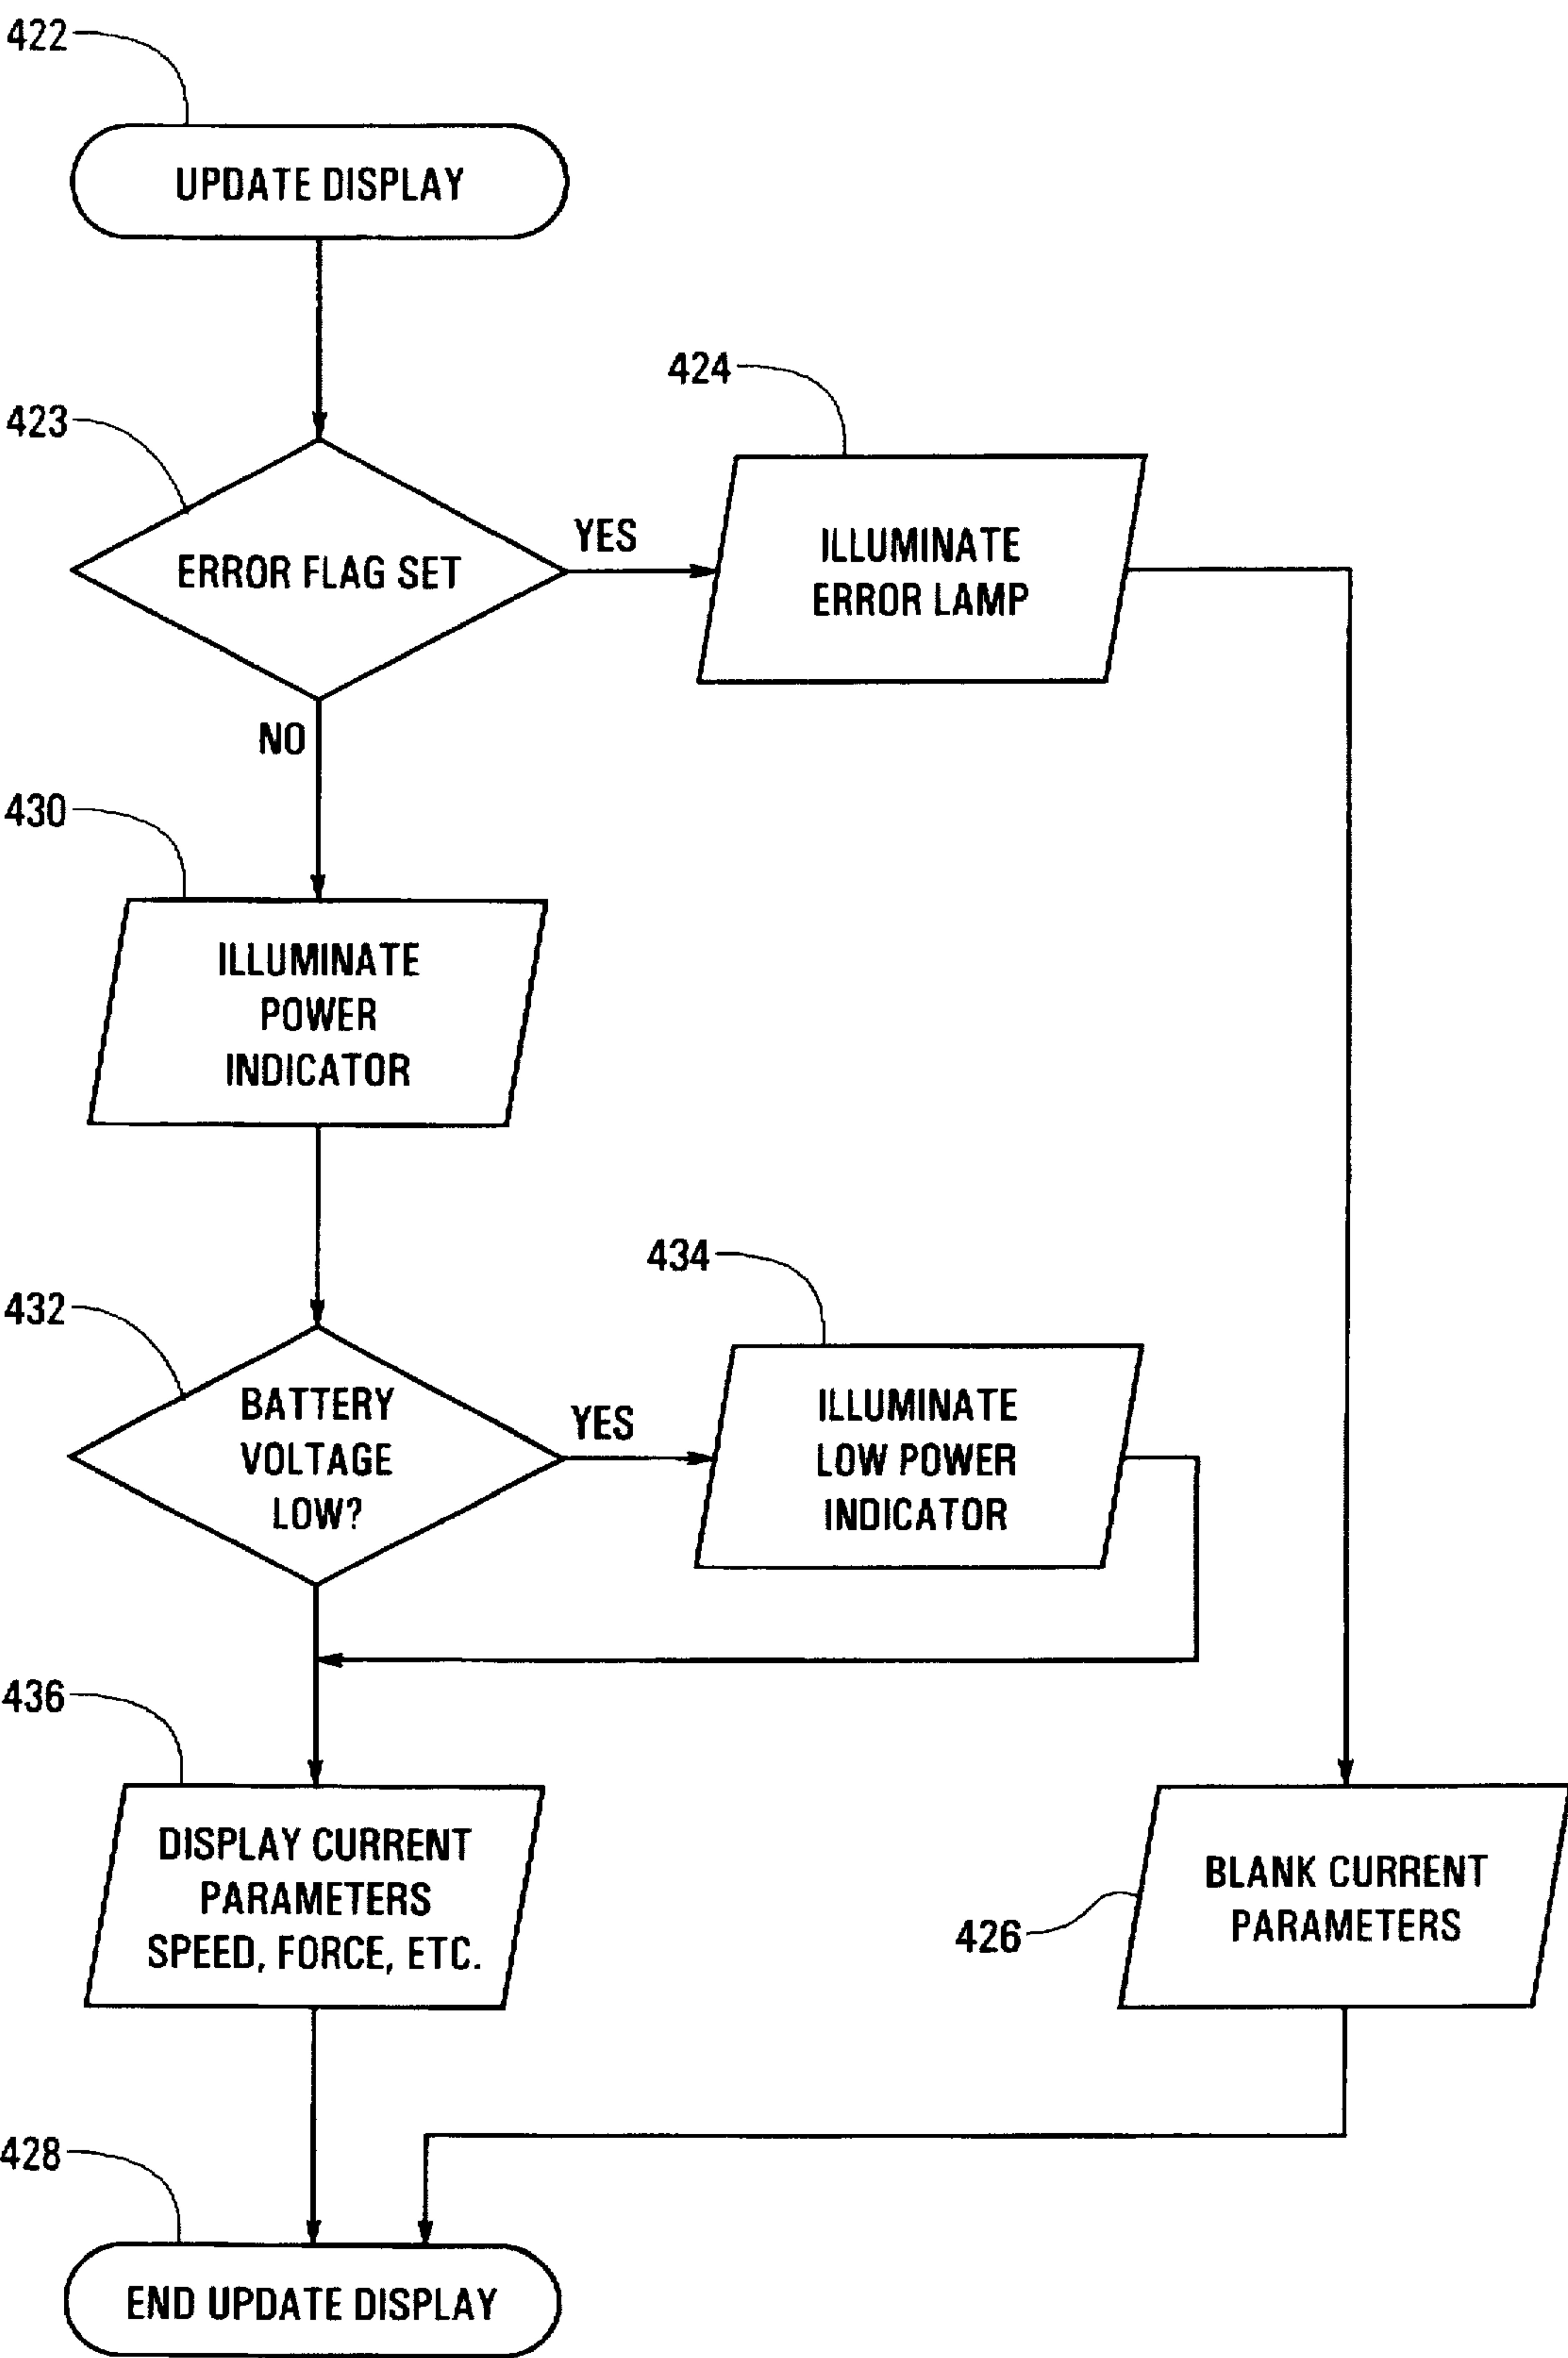 422
UPDATE DISPLAY
423
ERROR FLAG SET
YES
424
ILLUMINATE
ERROR LAMP
NO
430
ILLUMINATE
POWER
INDICATOR
432
BATTERY
VOLTAGE
LOW?
YES
434
ILLUMINATE
LOW POWER
INDICATOR
436
DISPLAY CURRENT
PARAMETERS
SPEED, FORCE, ETC.
426
BLANK CURRENT
PARAMETERS
428
END UPDATE DISPLAY